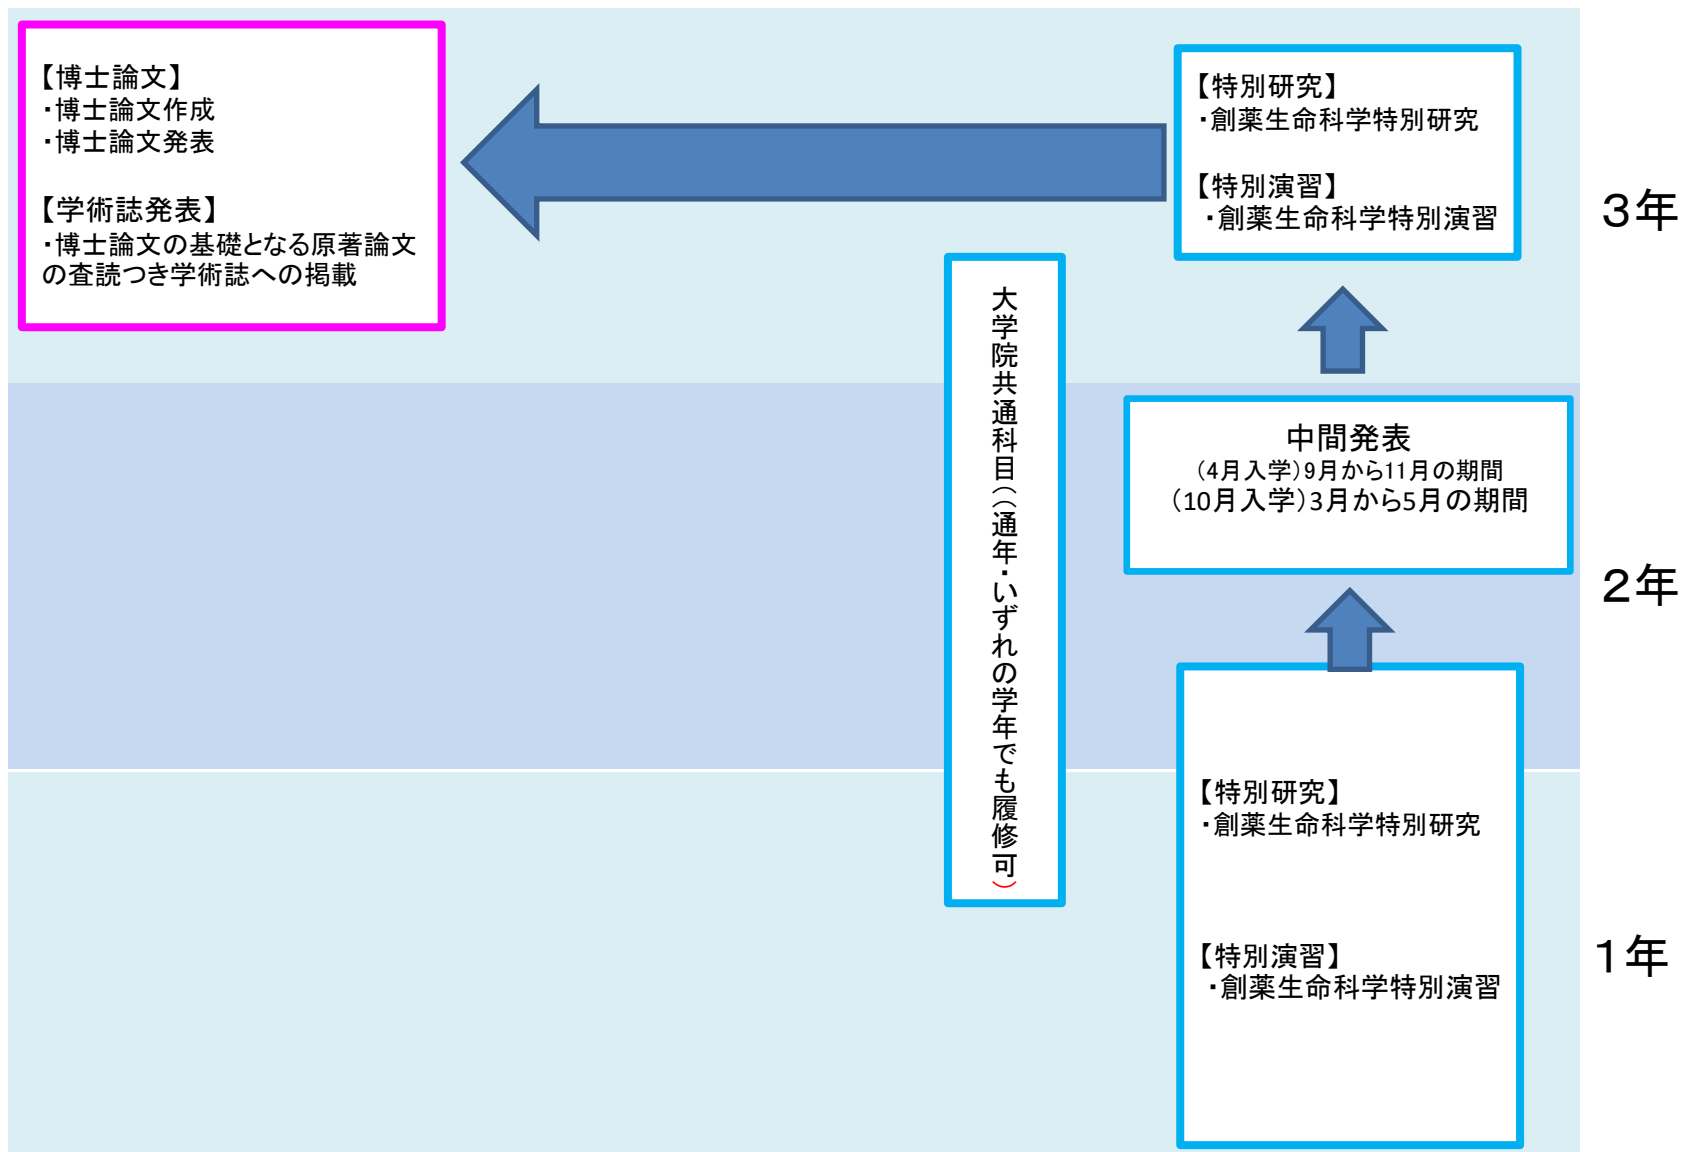 【博士論文】
・博士論文作成
・博士論文発表
【学術誌発表】
・博士論文の基礎となる原著論文
の査読つき学術誌への掲載
【特別研究】
・創薬生命科学特別研究
【特別演習】
・創薬生命科学特別演習
3年
大学院共通科目((通年・いずれの学年でも履修可)
中間発表
(4月入学)9月から11月の期間
(10月入学)3月から5月の期間
2年
【特別研究】
・創薬生命科学特別研究
【特別演習】
・創薬生命科学特別演習
1年